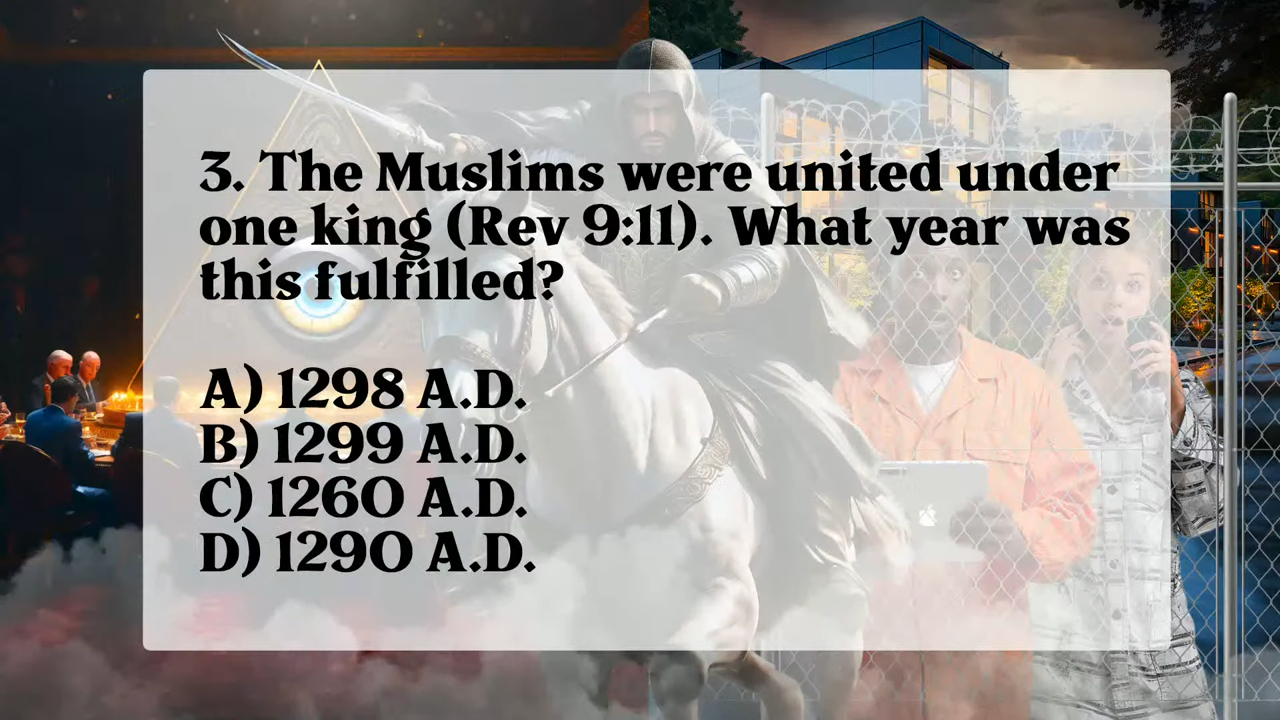 3. The Muslims were united under
one king (Rev 9:11). What year was
this fulfilled?
A) 1298 A.D.
B) 1299 A.D.
C) 1260 A.D.
D) 1290 A.D.